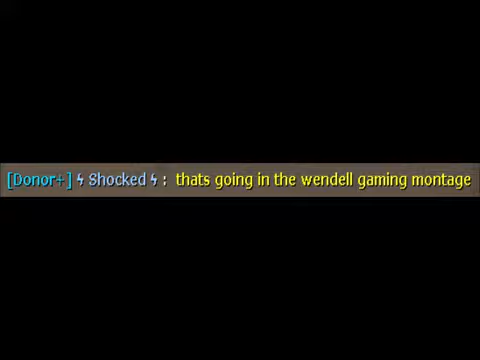 [Donor+] ϟ Shocked ϟ : thats going in the wendell gaming montage